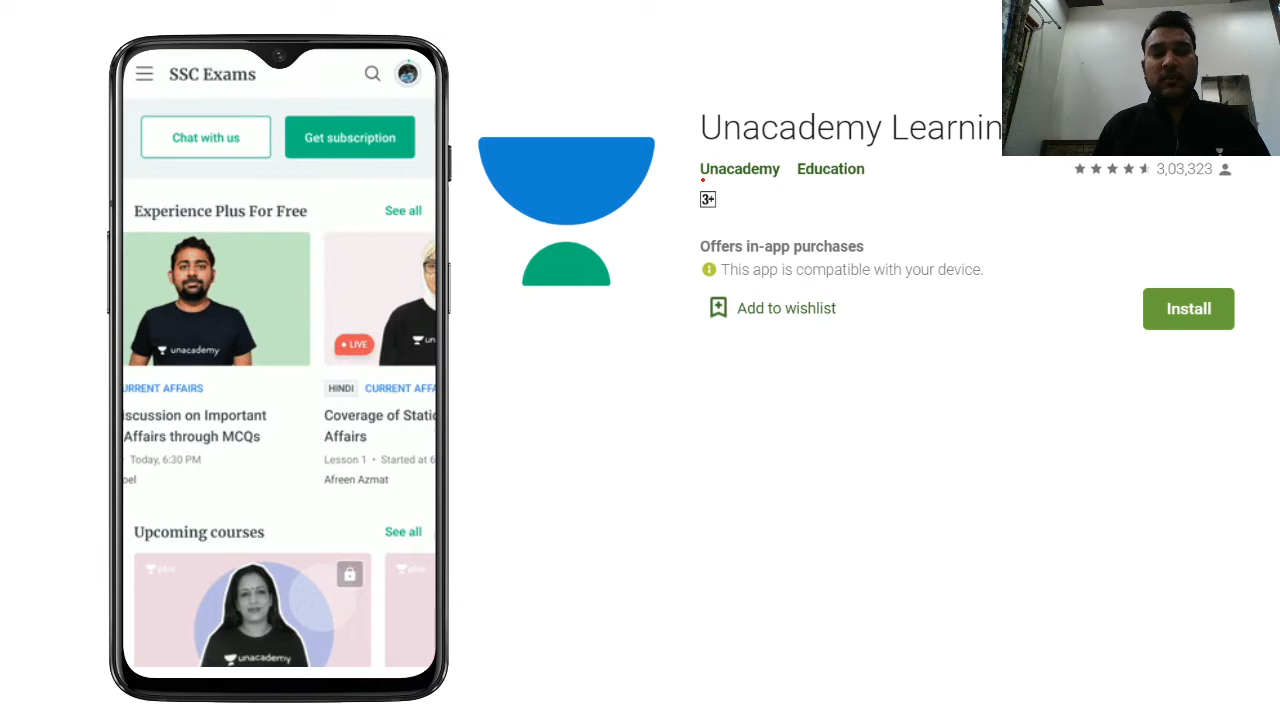 SSC Exams
Chat with us
Get subscription
Experience Plus For Free
See all
unacademy
LIVE
URRENT AFFAIRS
iscussion on Important
Affairs through MCQs
Today, 6:30 PM
HINDI CURRENT AFFA
Coverage of Static
Affairs
Lesson 1 • Started at 6
Afreen Azmat
Upcoming courses
See all
plus
unacademy
plus
Unacademy Learnin
Unacademy Education
3,03,323
3+
Offers in-app purchases
This app is compatible with your device.
Add to wishlist
Install